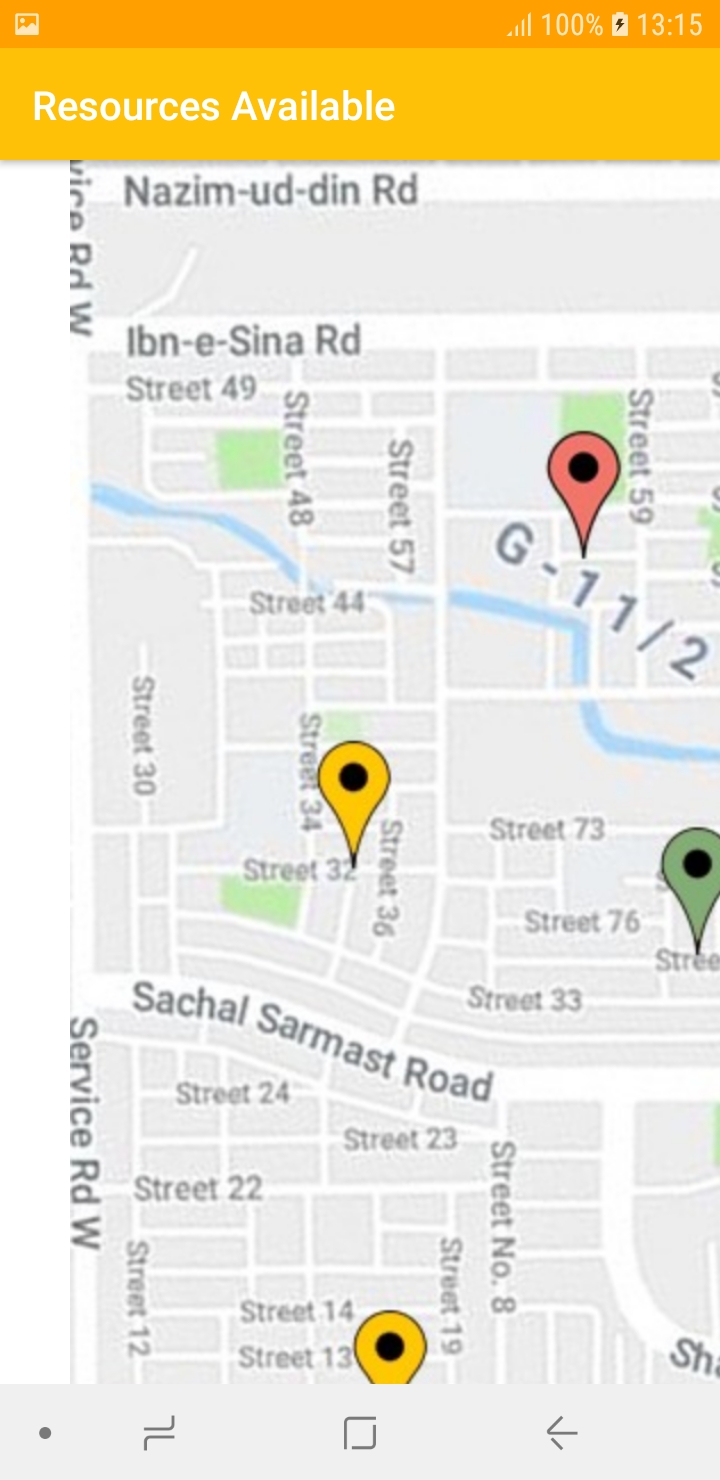 100% 13:15
Resources Available
Nazim-ud-din Rd
vice Rd W
Ibn-e-Sina Rd
Street 49
Street 48
Street 59
Street 57
G-11/2
Street 44
Street 30
Street 34
Street 73
Street 32
Street 36
Street 76
Stree
Street 33
Sachal Sarmast Road
Service Rd W
Street 24
Street 23
Street 22
Street No. 8
Street 12
Street 19
Street 14
Street 13
Sha